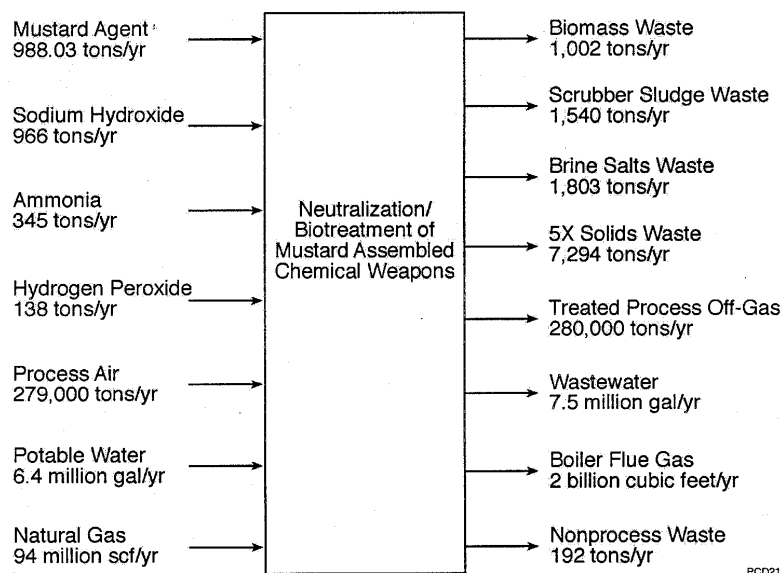 Mustard Agent
988.03 tons/yr
Sodium Hydroxide
966 tons/yr
Ammonia
345 tons/yr
Hydrogen Peroxide
138 tons/yr
Process Air
279,000 tons/yr
Potable Water
6.4 million gal/yr
Natural Gas
94 million scf/yr
Neutralization/
Biotreatment of
Mustard Assembled
Chemical Weapons
Biomass Waste
1,002 tons/yr
Scrubber Sludge Waste
1,540 tons/yr
Brine Salts Waste
1,803 tons/yr
5X Solids Waste
7,294 tons/yr
Treated Process Off-Gas
280,000 tons/yr
Wastewater
7.5 million gal/yr
Boiler Flue Gas
2 billion cubic feet/yr
Nonprocess Waste
192 tons/yr